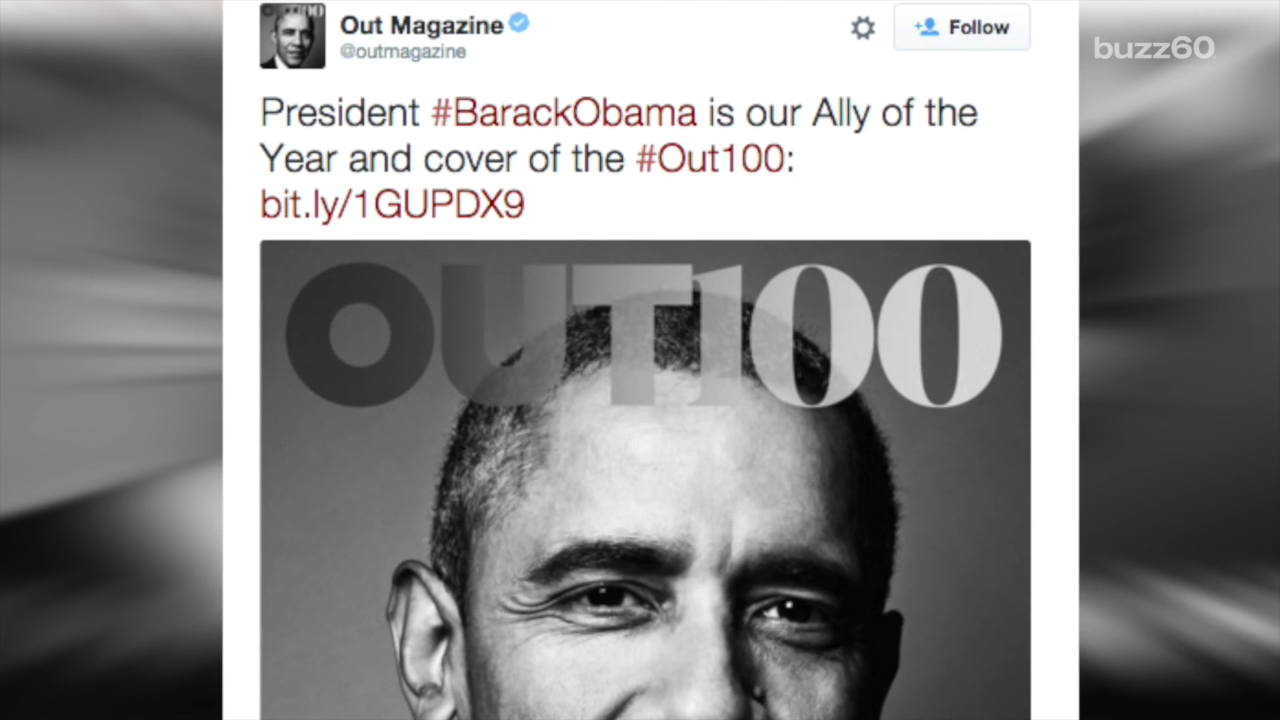 Out Magazine
@outmagazine
Follow
buzz60
President #BarackObama is our Ally of the
Year and cover of the #Out100:
bit.ly/1GUPDX9
OUT100